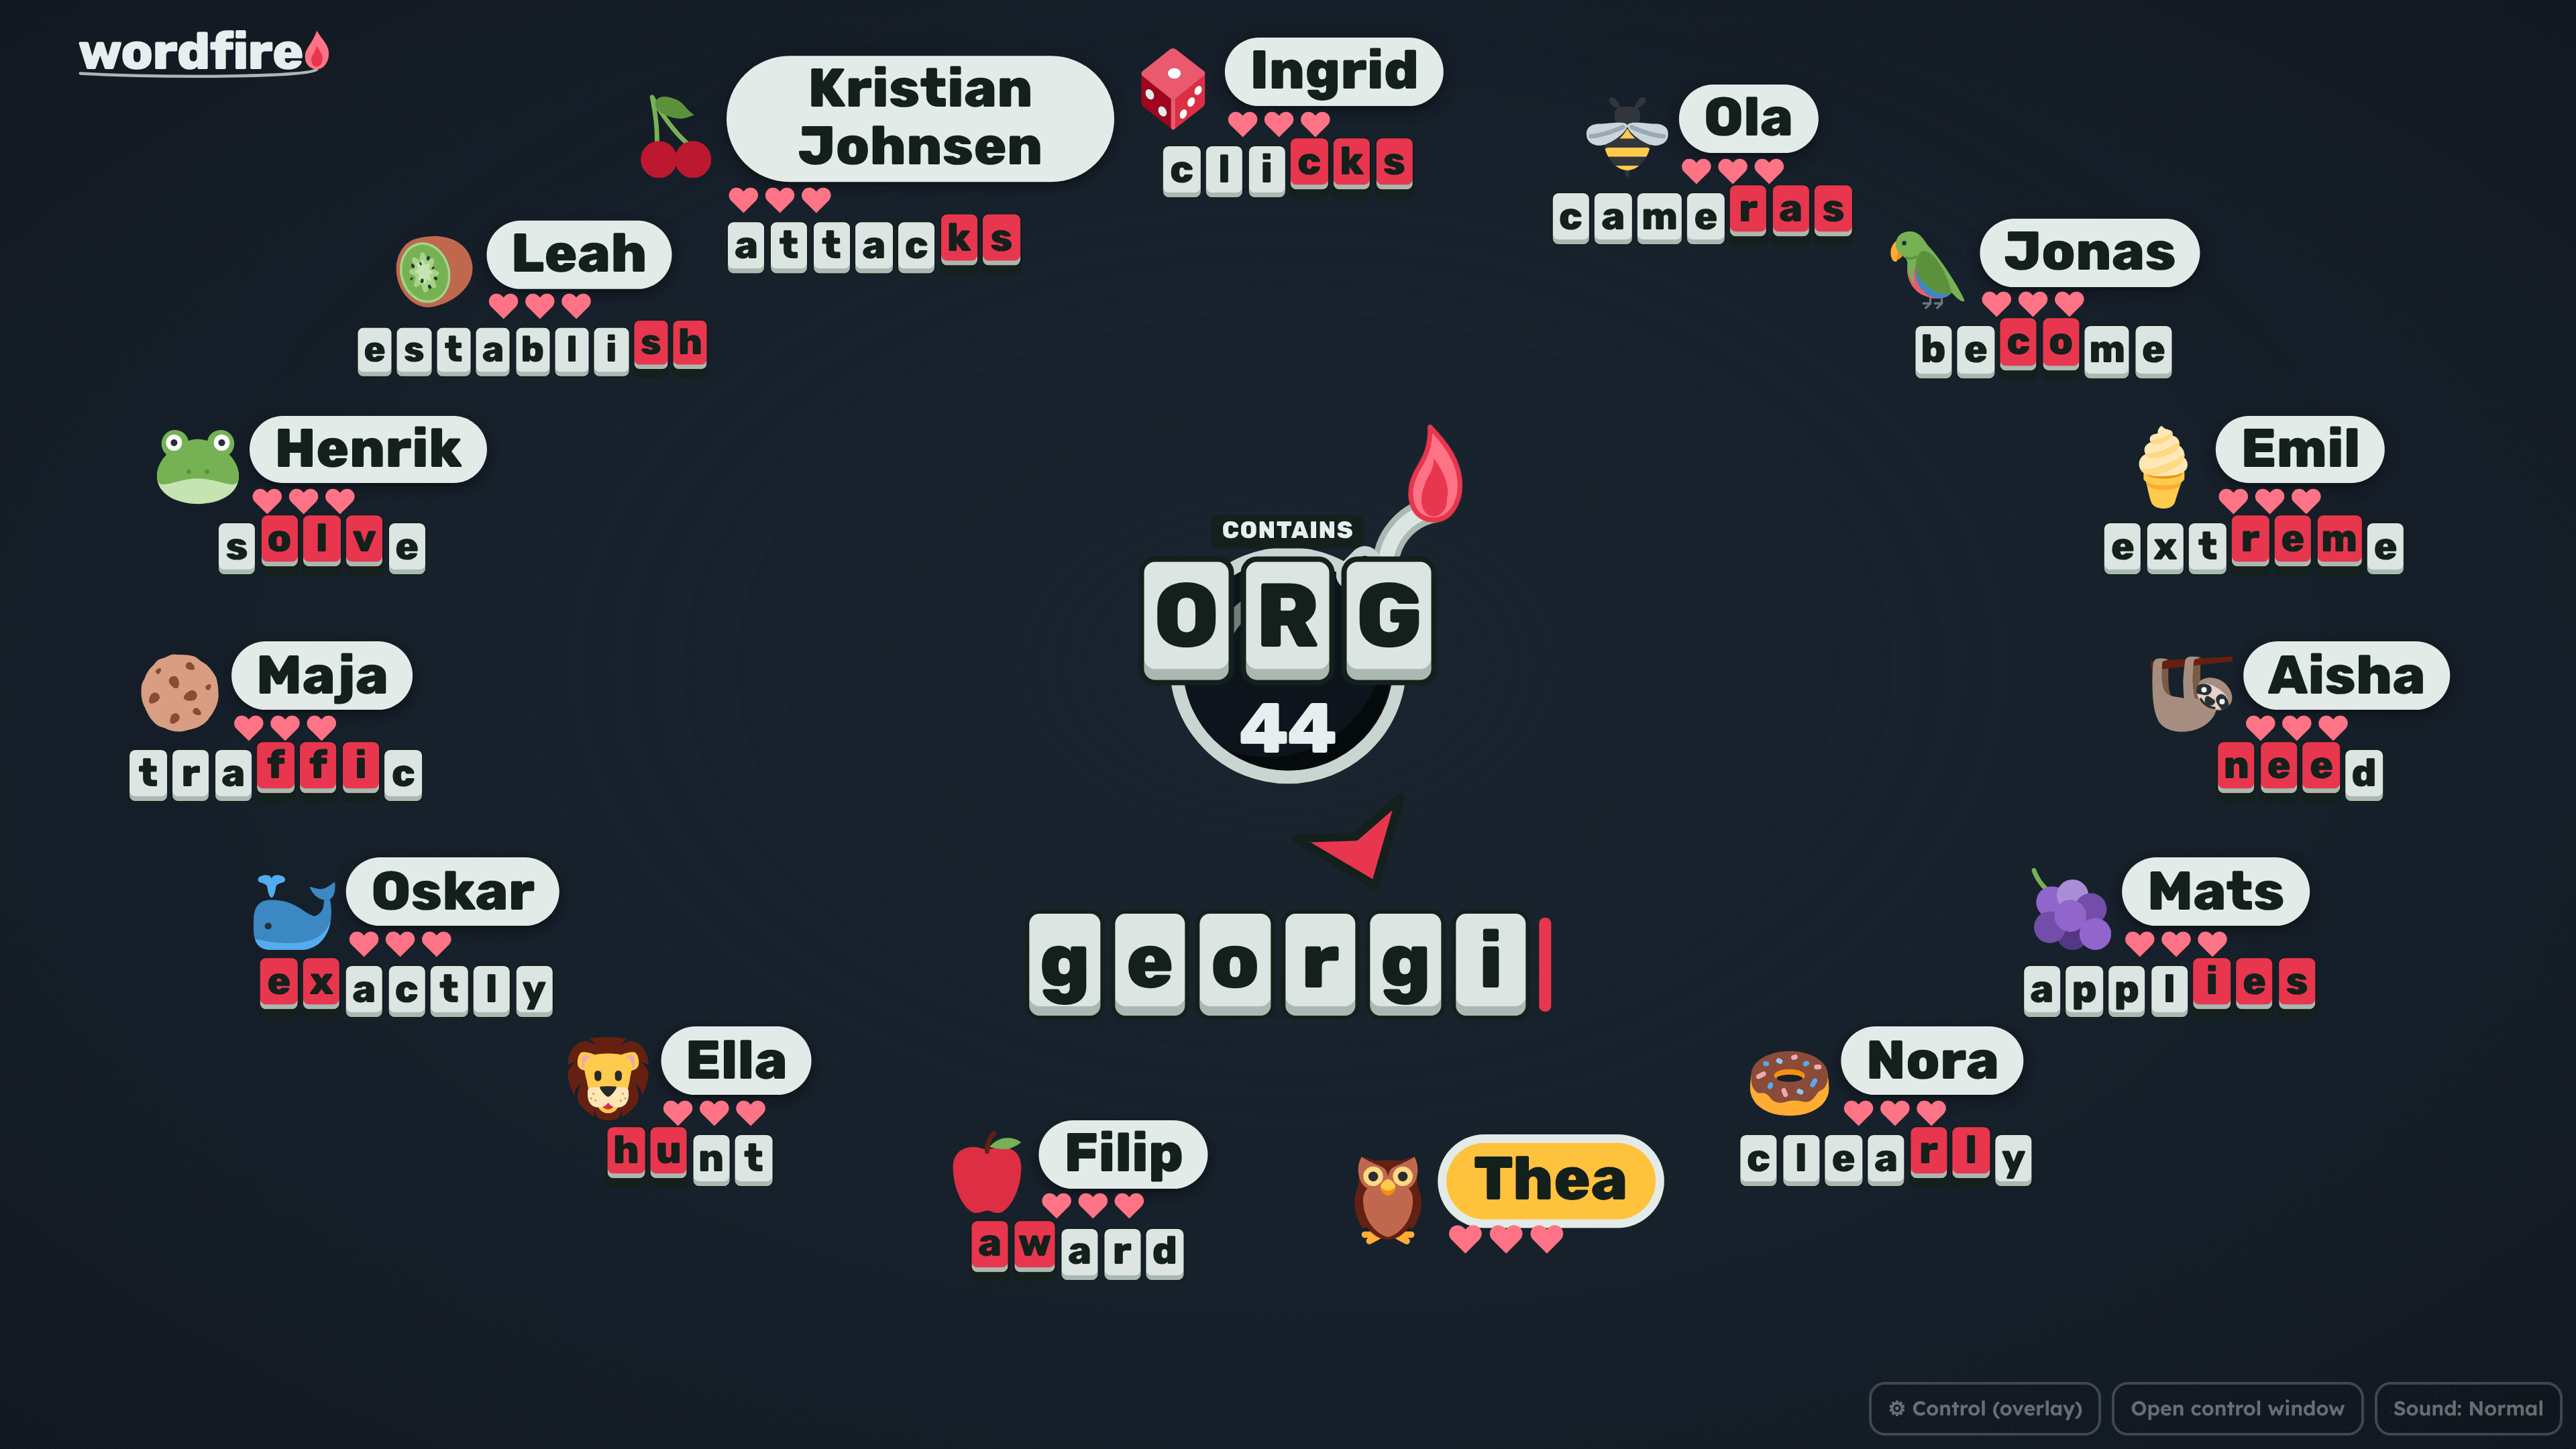 wordfire
Kristian
Johnsen
attacks
Ingrid
clicks
Ola
cameras
Leah
establish
Jonas
become
Henrik
solve
Emil
extreme
CONTAINS
ORG
44
Maja
traffic
Aisha
need
Oskar
exactly
georgi
Mats
applies
Ella
hunt
Nora
clearly
Filip
award
Thea
Control (overlay)
Open control window
Sound: Normal